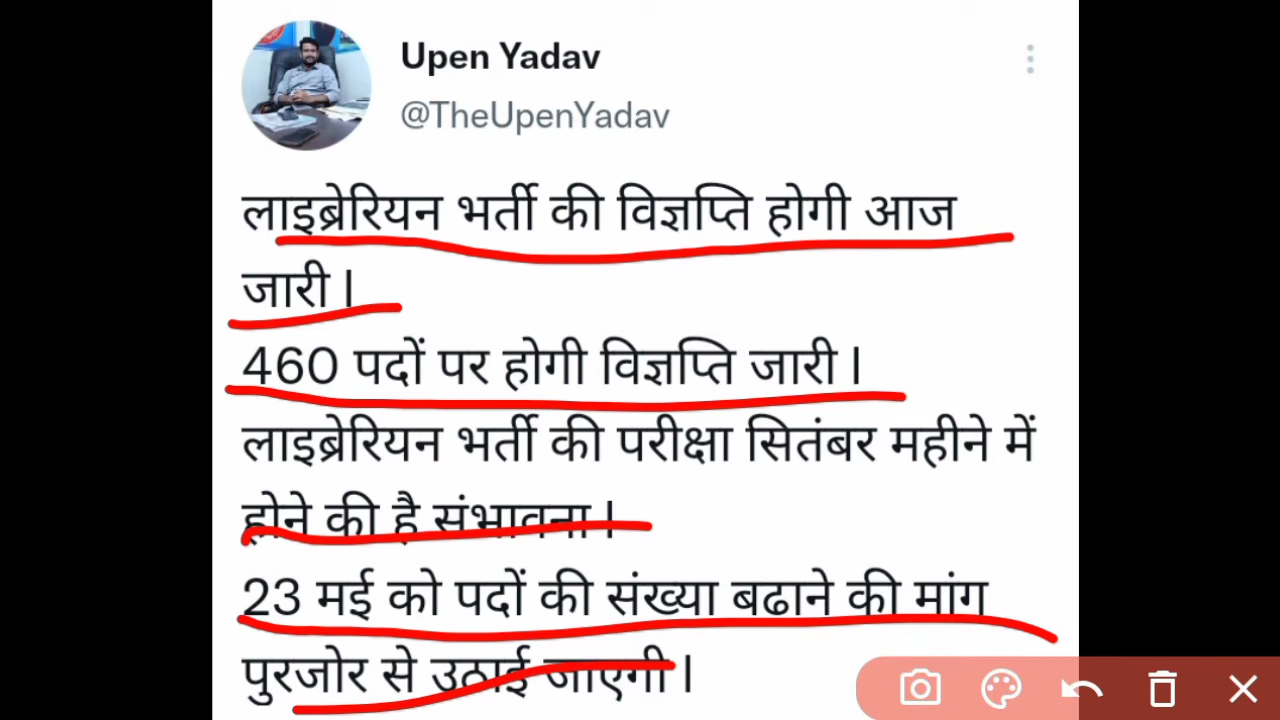 Upen Yadav
@TheUpenYadav
लाइब्रेरियन भर्ती की विज्ञप्ति होगी आज
जारी।
460 पदों पर होगी विज्ञप्ति जारी।
लाइब्रेरियन भर्ती की परीक्षा सितंबर महीने में
होने की है संभावना।
23 मई को पदों की संख्या बढाने की मांग
पुरजोर से उठाई जाएगी।